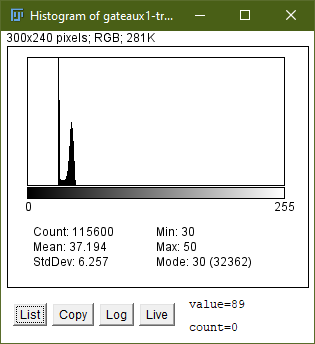 Histogram of gateaux1-tr...
300x240 pixels; RGB; 281K
0 255
Count: 115600 Min: 30
Mean: 37.194 Max: 50
StdDev: 6.257 Mode: 30 (32362)
List Copy Log Live value=89
count=0